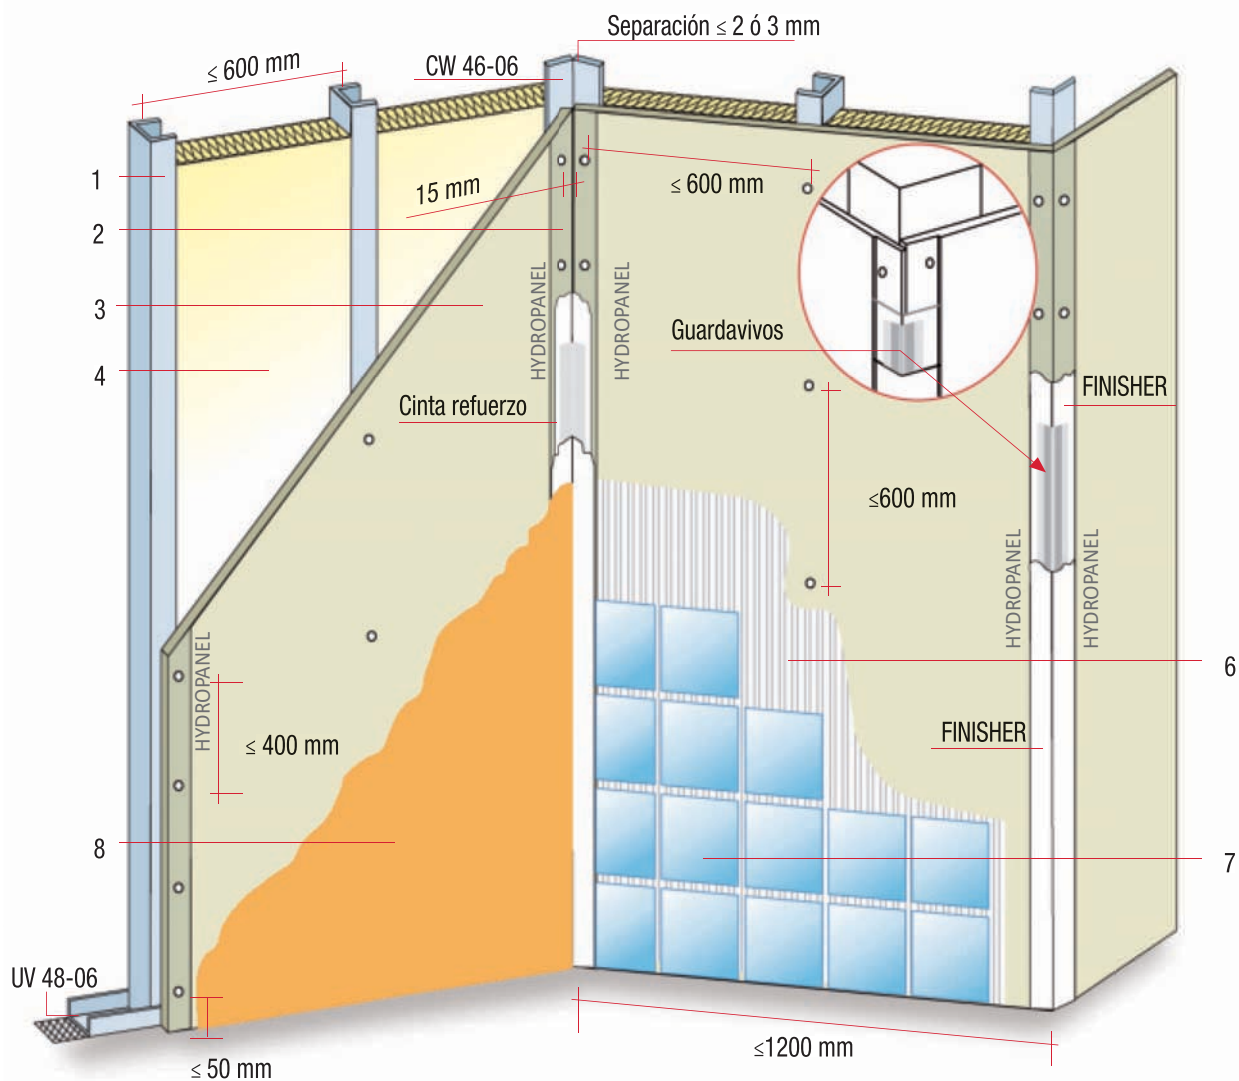 Separación ≤ 2 ó 3 mm
≤ 600 mm
CW 46-06
1
15 mm
≤ 600 mm
2
HYDROPANEL
HYDROPANEL
3
Guardavivos
4
FINISHER
Cinta refuerzo
≤600 mm
HYDROPANEL
HYDROPANEL
HYDROPANEL
6
FINISHER
≤ 400 mm
8
7
UV 48-06
≤1200 mm
≤ 50 mm